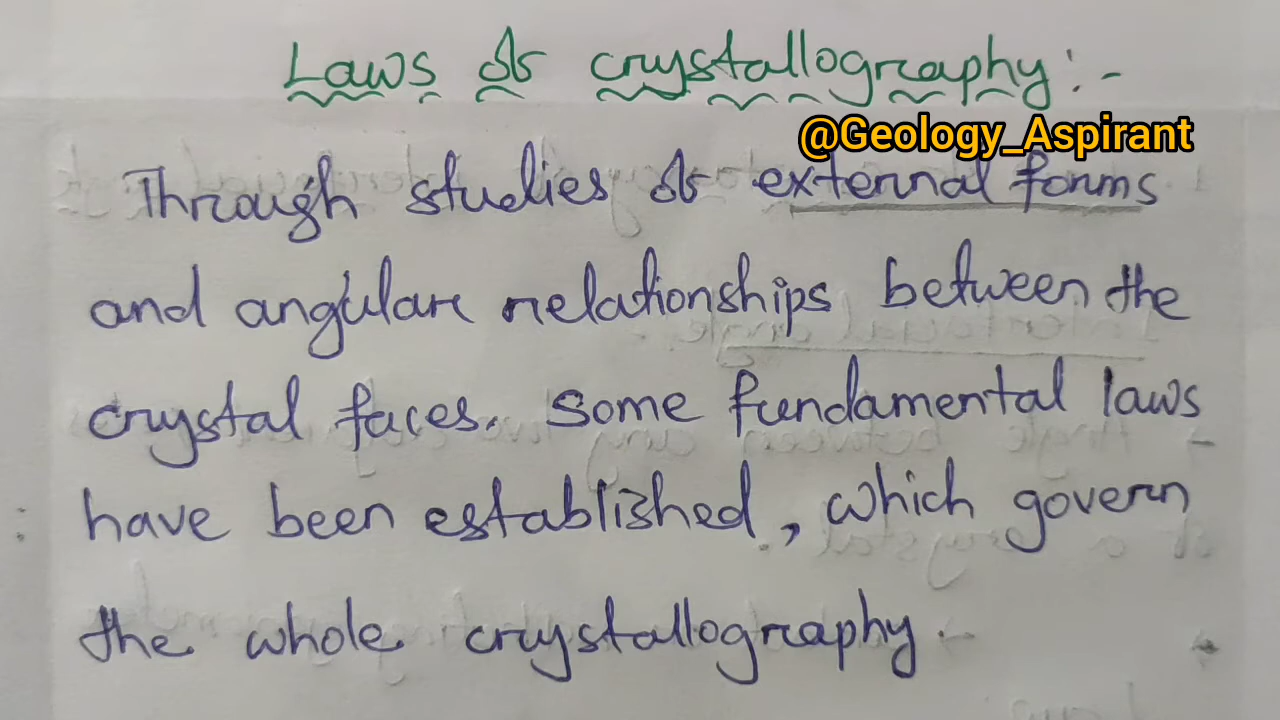 Laws of crystallography:-
@Geology_Aspirant
Through studies of external forms
and angular relationships between the
crystal faces. Some fundamental laws
have been established, which govern
the whole crystallography.